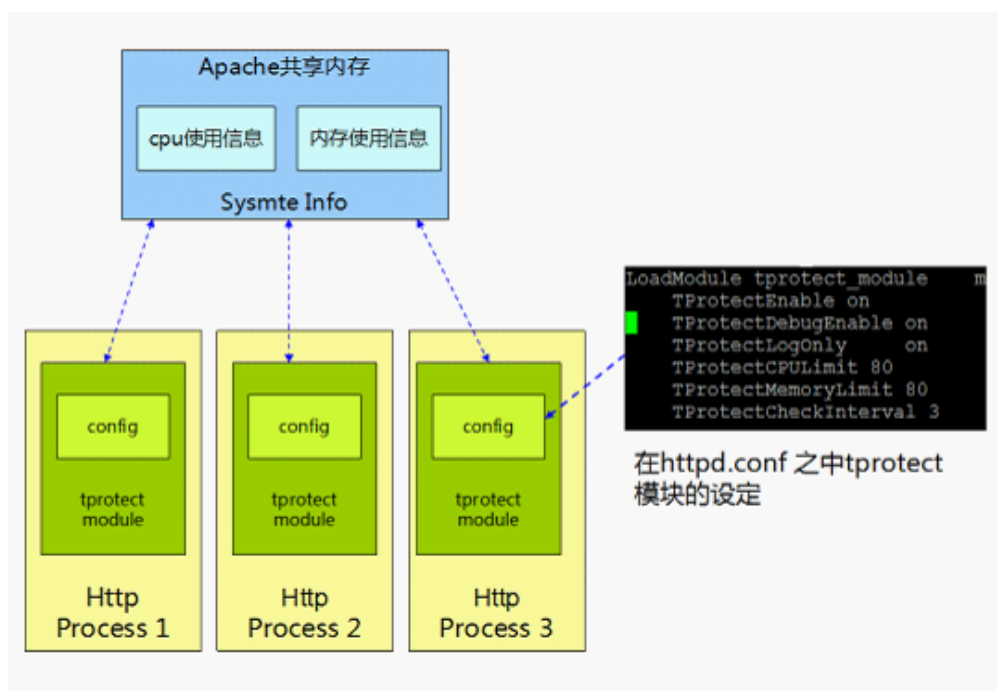 Apache共享内存
cpu使用信息
内存使用信息
Sysmte Info
LoadModule tprotect_module m
TProtectEnable on
TProtectDebugEnable on
TProtectLogOnly on
TProtectCPULimit 80
TProtectMemoryLimit 80
TProtectCheckInterval 3
在httpd.conf 之中tprotect
模块的设定
config
tprotect
module
Http
Process 1
config
tprotect
module
Http
Process 2
config
tprotect
module
Http
Process 3